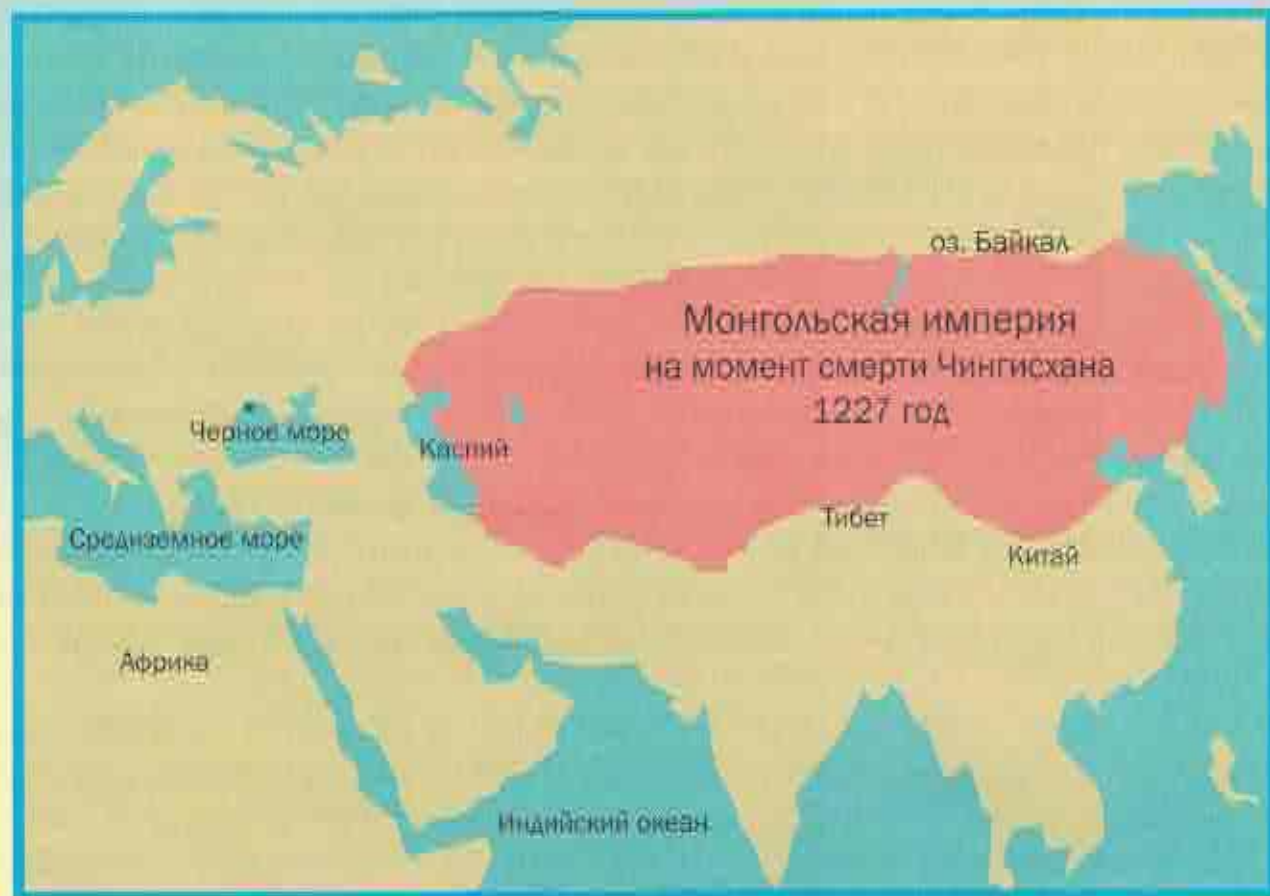 оз. Байкал
Монгольская империя
на момент смерти Чингисхана
1227 год
Черное море
Каспий
Средиземное море
Тибет
Китай
Африка
Индийский океан